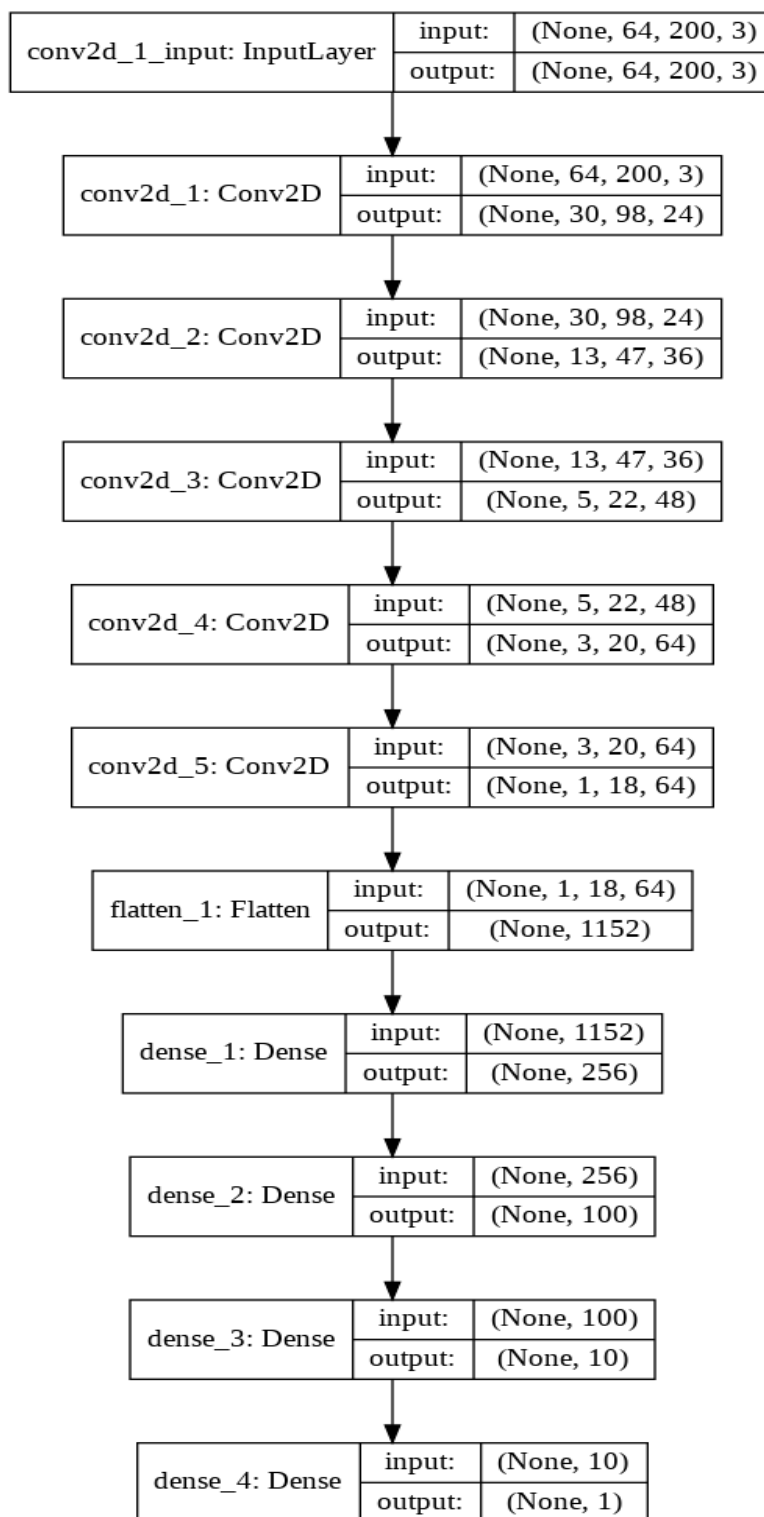 conv2d_1_input: InputLayer
input: (None, 64, 200, 3)
output: (None, 64, 200, 3)
conv2d_1: Conv2D
input: (None, 64, 200, 3)
output: (None, 30, 98, 24)
conv2d_2: Conv2D
input: (None, 30, 98, 24)
output: (None, 13, 47, 36)
conv2d_3: Conv2D
input: (None, 13, 47, 36)
output: (None, 5, 22, 48)
conv2d_4: Conv2D
input: (None, 5, 22, 48)
output: (None, 3, 20, 64)
conv2d_5: Conv2D
input: (None, 3, 20, 64)
output: (None, 1, 18, 64)
flatten_1: Flatten
input: (None, 1, 18, 64)
output: (None, 1152)
dense_1: Dense
input: (None, 1152)
output: (None, 256)
dense_2: Dense
input: (None, 256)
output: (None, 100)
dense_3: Dense
input: (None, 100)
output: (None, 10)
dense_4: Dense
input: (None, 10)
output: (None, 1)